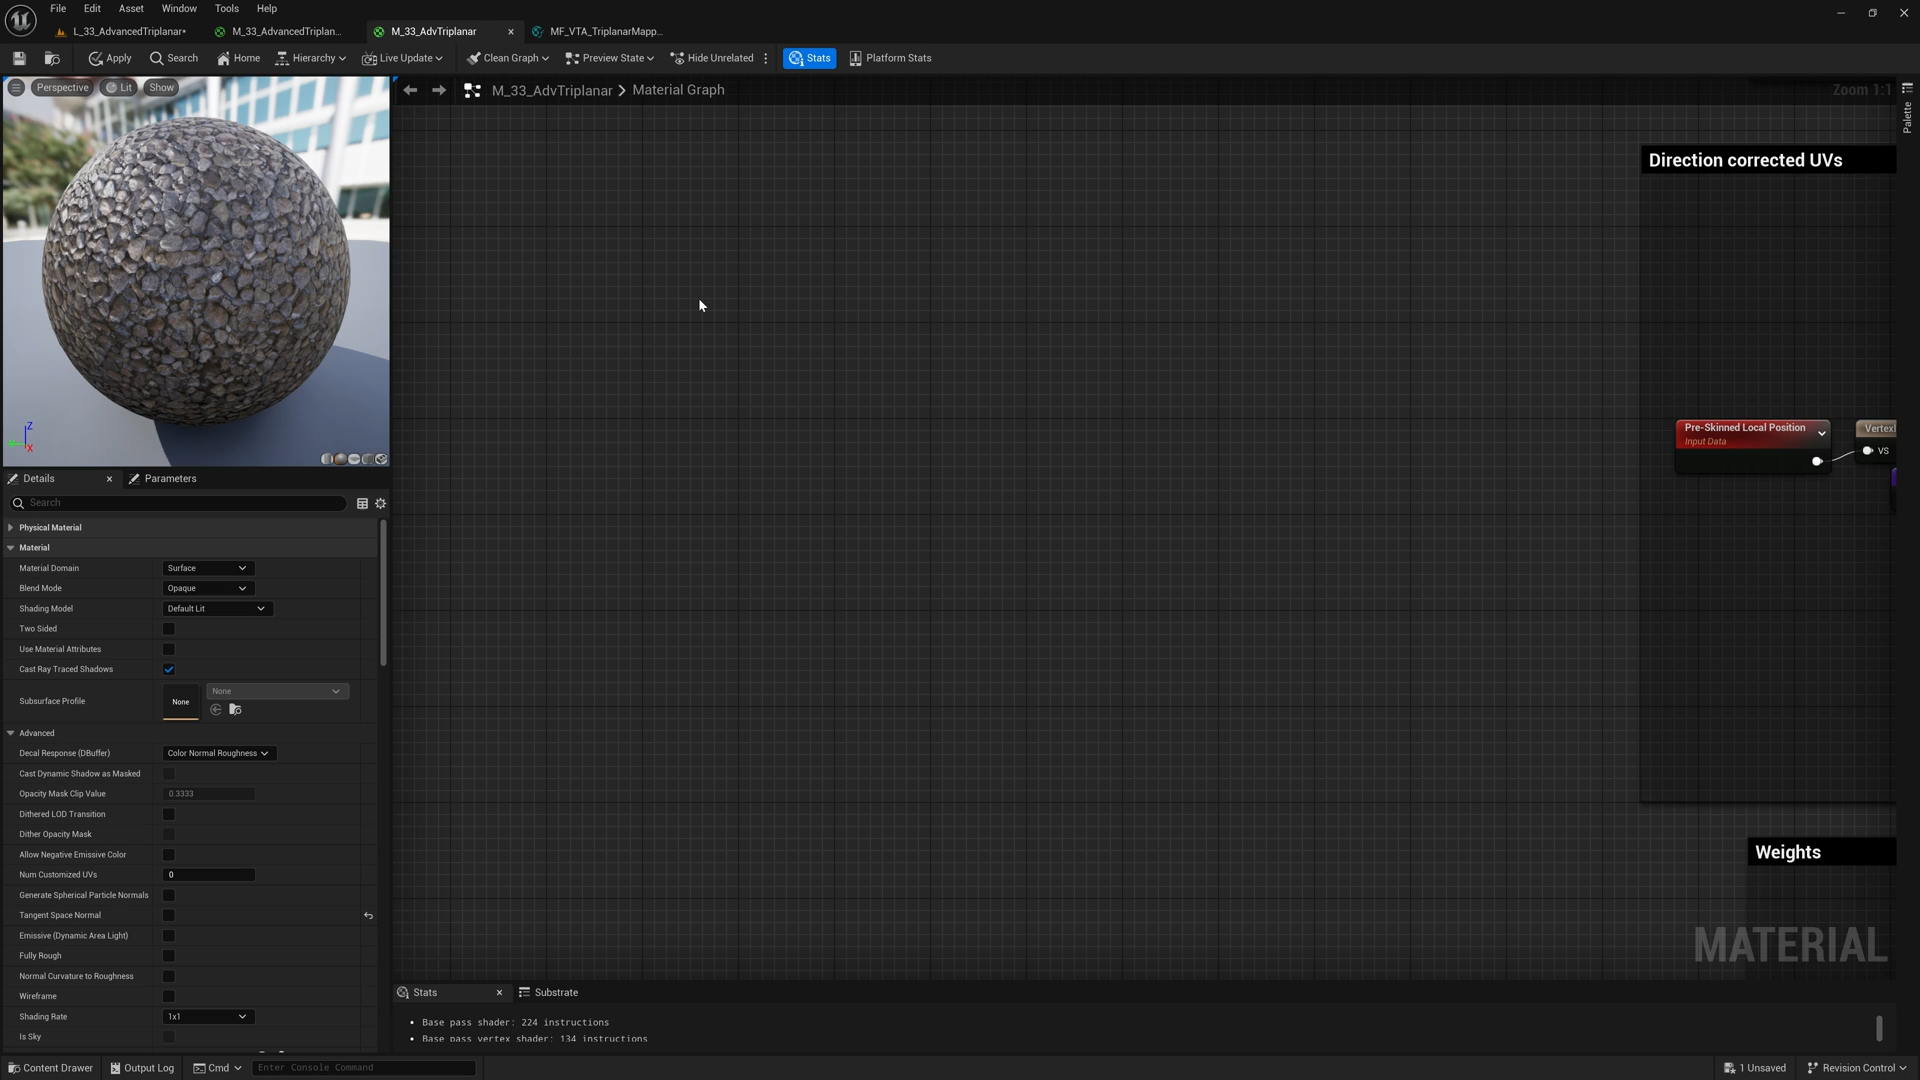 File Edit Asset Window Tools Help
L_33_AdvancedTriplanar* M_33_AdvancedTriplan... M_33_AdvTriplanar MF_VTA_TriplanarMapp...
Apply Search Home Hierarchy Live Update Clean Graph Preview State Hide Unrelated Stats Platform Stats
Perspective Lit Show
M_33_AdvTriplanar > Material Graph
Zoom 1:1
Palette
Direction corrected UVs
Pre-Skinned Local Position
Input Data
VertexI
VS
Weights
MATERIAL
Z
X
Details Parameters
Search
Physical Material
Material
Material Domain Surface
Blend Mode Opaque
Shading Model Default Lit
Two Sided
Use Material Attributes
Cast Ray Traced Shadows
Subsurface Profile None None
Advanced
Decal Response (DBuffer) Color Normal Roughness
Cast Dynamic Shadow as Masked
Opacity Mask Clip Value 0.3333
Dithered LOD Transition
Dither Opacity Mask
Allow Negative Emissive Color
Num Customized UVs 0
Generate Spherical Particle Normals
Tangent Space Normal
Emissive (Dynamic Area Light)
Fully Rough
Normal Curvature to Roughness
Wireframe
Shading Rate 1x1
Is Sky
Stats Substrate
• Base pass shader: 224 instructions
• Base pass vertex shader: 134 instructions
Content Drawer Output Log Cmd Enter Console Command 1 Unsaved Revision Control